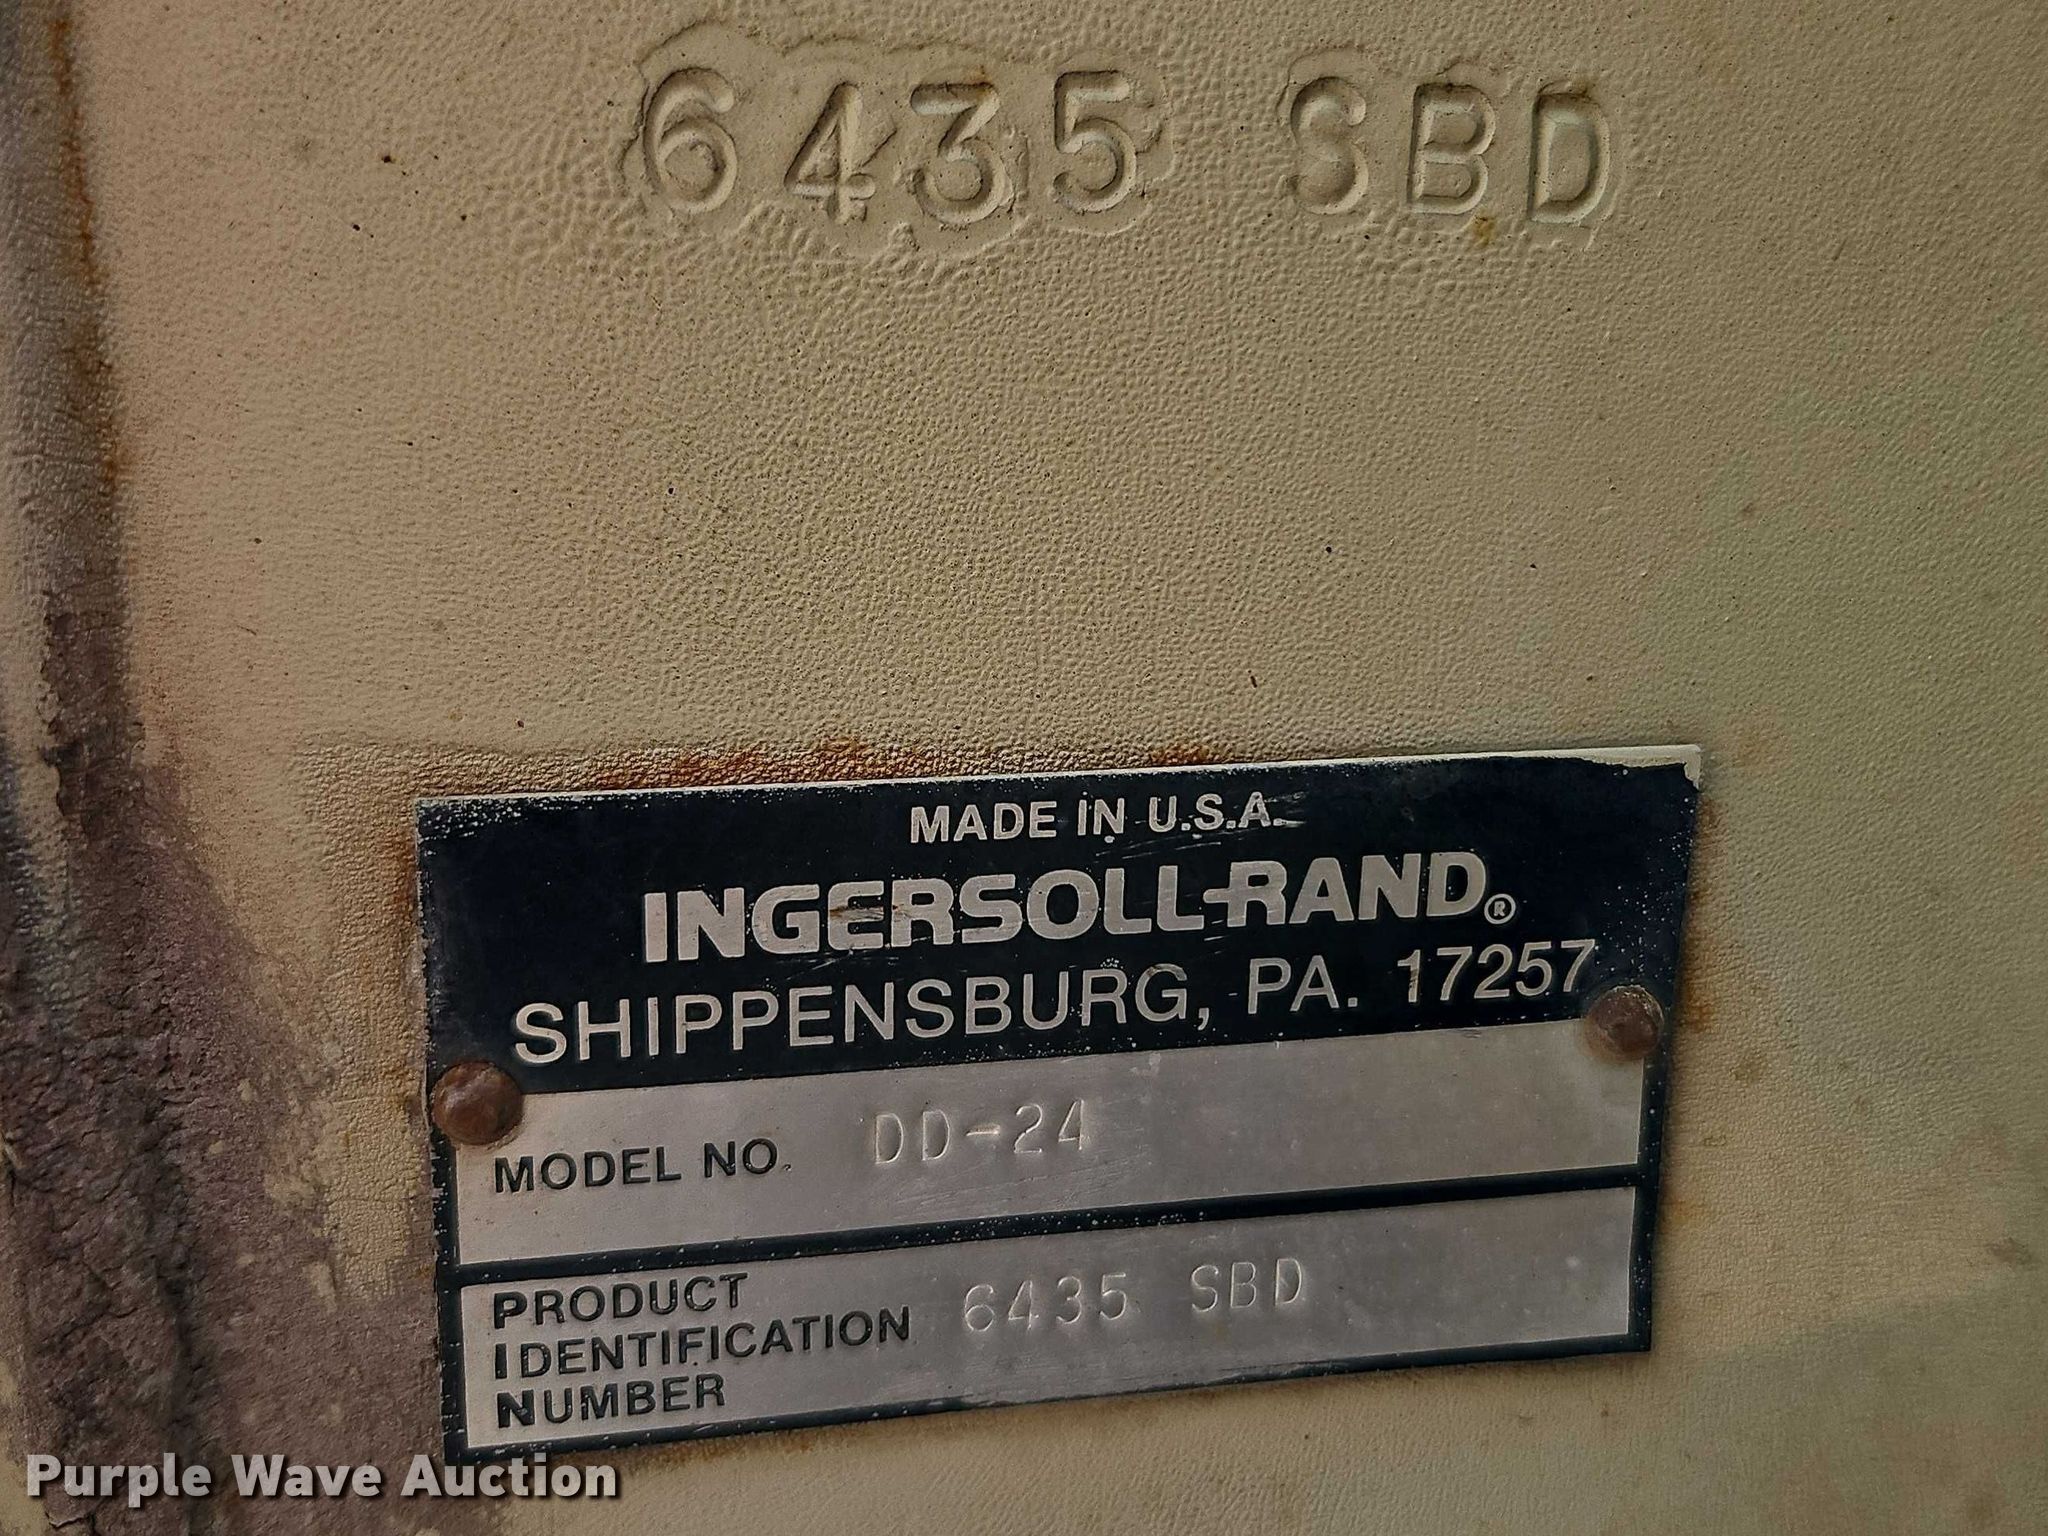 6435 SBD
MADE IN U.S.A.
INGERSOLL-RAND®
SHIPPENSBURG, PA. 17257
MODEL NO. DD-24
PRODUCT
IDENTIFICATION 6435 SBD
NUMBER
Purple Wave Auction